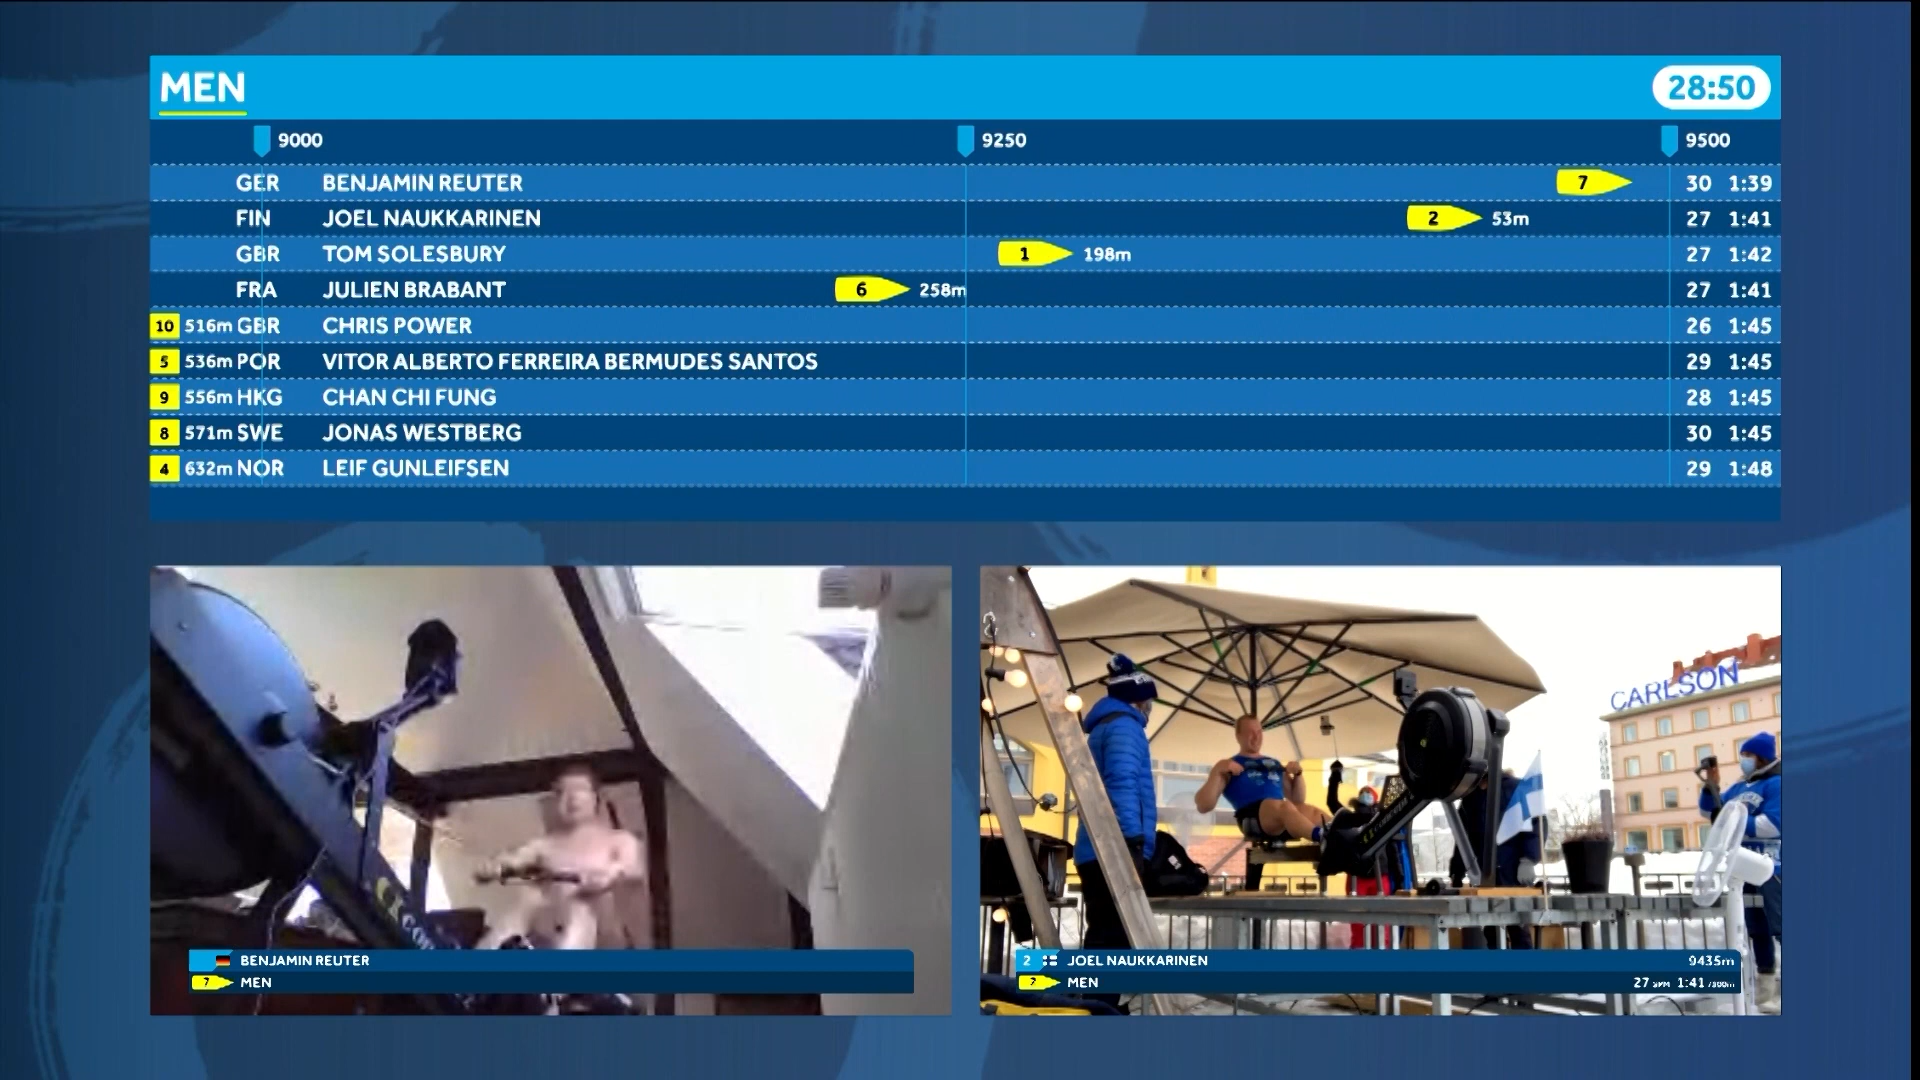 MEN 28:50
9000 9250 9500
GER BENJAMIN REUTER 7 30 1:39
FIN JOEL NAUKKARINEN 2 53m 27 1:41
GBR TOM SOLESBURY 1 198m 27 1:42
FRA JULIEN BRABANT 6 258m 27 1:41
10 516m GBR CHRIS POWER 26 1:45
5 536m POR VITOR ALBERTO FERREIRA BERMUDES SANTOS 29 1:45
9 556m HKG CHAN CHI FUNG 28 1:45
8 571m SWE JONAS WESTBERG 30 1:45
4 632m NOR LEIF GUNLEIFSEN 29 1:48
CARLSON
BENJAMIN REUTER
7 MEN
2 JOEL NAUKKARINEN 9435m
MEN 27 1:41